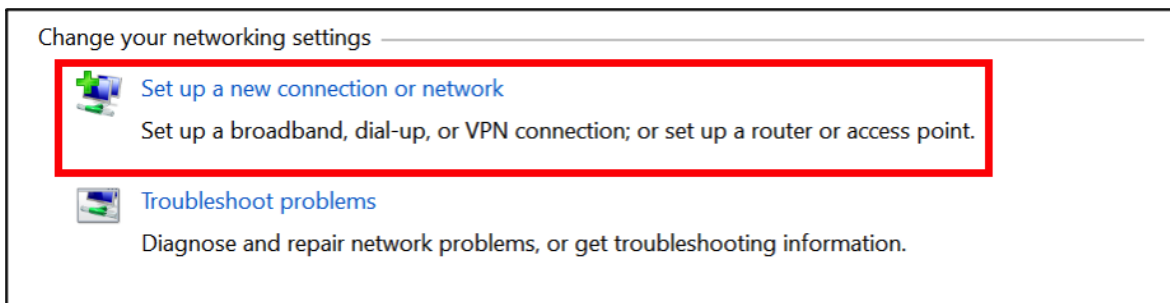 Change your networking settings
Set up a new connection or network
Set up a broadband, dial-up, or VPN connection; or set up a router or access point.
Troubleshoot problems
Diagnose and repair network problems, or get troubleshooting information.